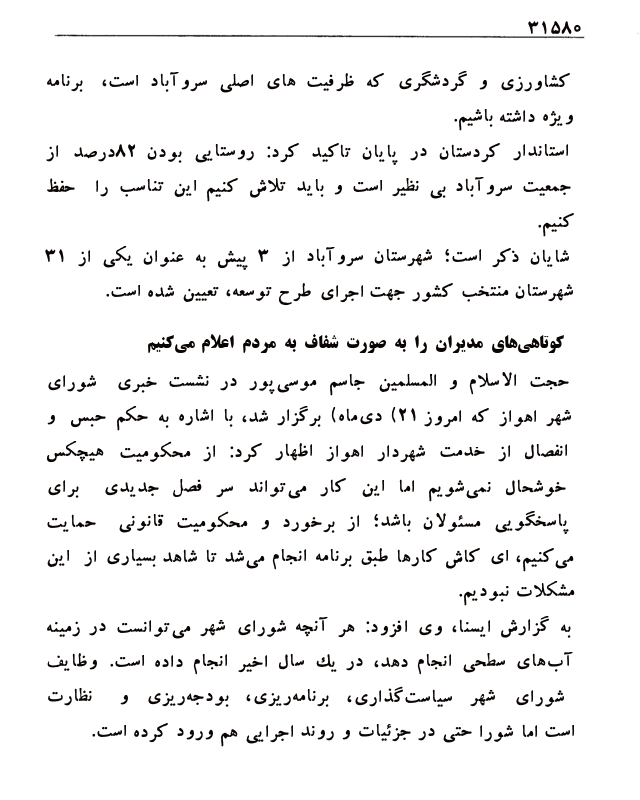 ۳۱۵۸۰
کشاورزی و گردشگری که ظرفیت های اصلی سروآباد است، برنامه
ویژه داشته باشیم.
استاندار کردستان در پایان تاکید کرد: روستایی بودن ۸۲درصد از
جمعیت سروآباد بی نظیر است و باید تلاش کنیم این تناسب را حفظ
کنیم.
شایان ذکر است؛ شهرستان سروآباد از ۳ پیش به عنوان یکی از ۳۱
شهرستان منتخب کشور جهت اجرای طرح توسعه، تعیین شده است.
کوتاهی‌های مدیران را به صورت شفاف به مردم اعلام می‌کنیم
حجت الاسلام و المسلمین جاسم موسی‌پور در نشست خبری شورای
شهر اهواز که امروز ۲۱) دی‌ماه) برگزار شد، با اشاره به حکم حبس و
انفصال از خدمت شهردار اهواز اظهار کرد: از محکومیت هیچکس
خوشحال نمی‌شویم اما این کار می‌تواند سر فصل جدیدی برای
پاسخگویی مسئولان باشد؛ از برخورد و محکومیت قانونی حمایت
می‌کنیم، ای کاش کارها طبق برنامه انجام می‌شد تا شاهد بسیاری از این
مشکلات نبودیم.
به گزارش ایسنا، وی افزود: هر آنچه شورای شهر می‌توانست در زمینه
آب‌های سطحی انجام دهد، در یك سال اخیر انجام داده است. وظایف
شورای شهر سیاست‌گذاری، برنامه‌ریزی، بودجه‌ریزی و نظارت
است اما شورا حتی در جزئیات و روند اجرایی هم ورود کرده است.